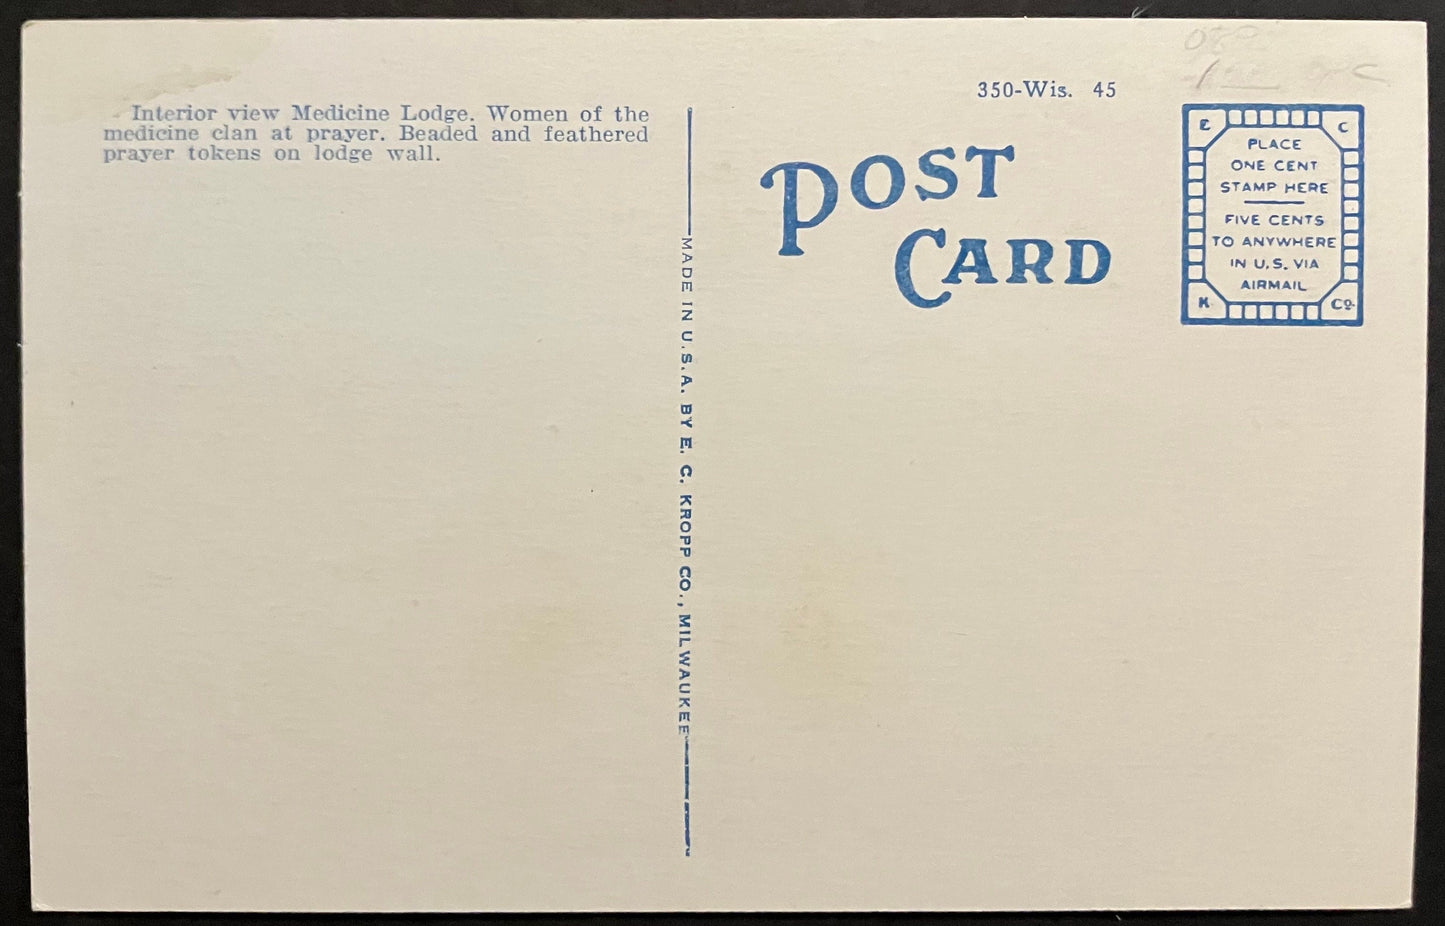 Interior view Medicine Lodge. Women of the
medicine clan at prayer. Beaded and feathered
prayer tokens on lodge wall.
MADE IN U.S.A. BY E. C. KROPP CO., MILWAUKEE
350-Wis. 45
POST
CARD
E C
PLACE
ONE CENT
STAMP HERE
FIVE CENTS
TO ANYWHERE
IN U.S. VIA
AIRMAIL
K Co.